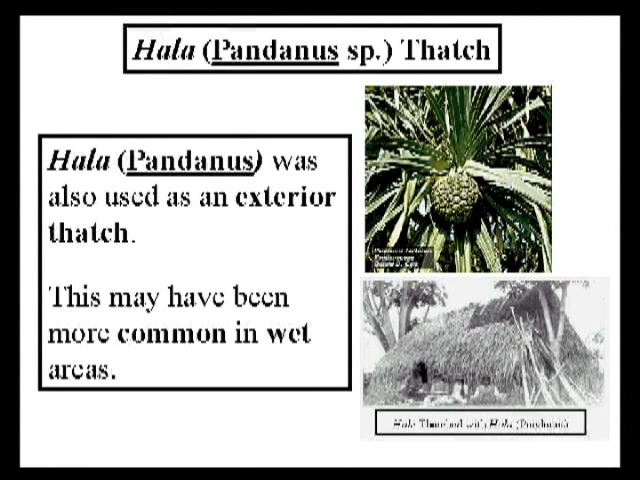 Hala (Pandanus sp.) Thatch
Hala (Pandanus) was
also used as an exterior
thatch.
This may have been
more common in wet
areas.
Hale Thatched with Hala (Pandanus)